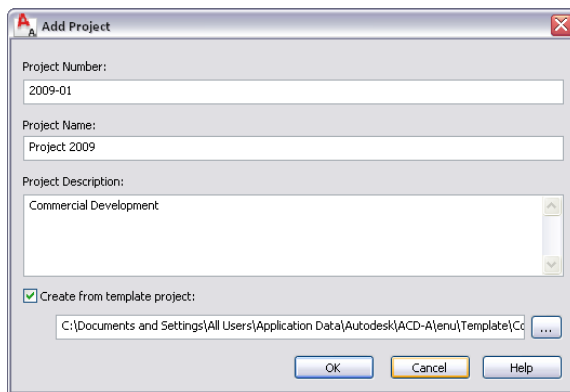 Add Project
Project Number:
2009-01
Project Name:
Project 2009
Project Description:
Commercial Development
Create from template project:
C:\Documents and Settings\All Users\Application Data\Autodesk\ACD-A\enu\Template\Co
...
OK Cancel Help